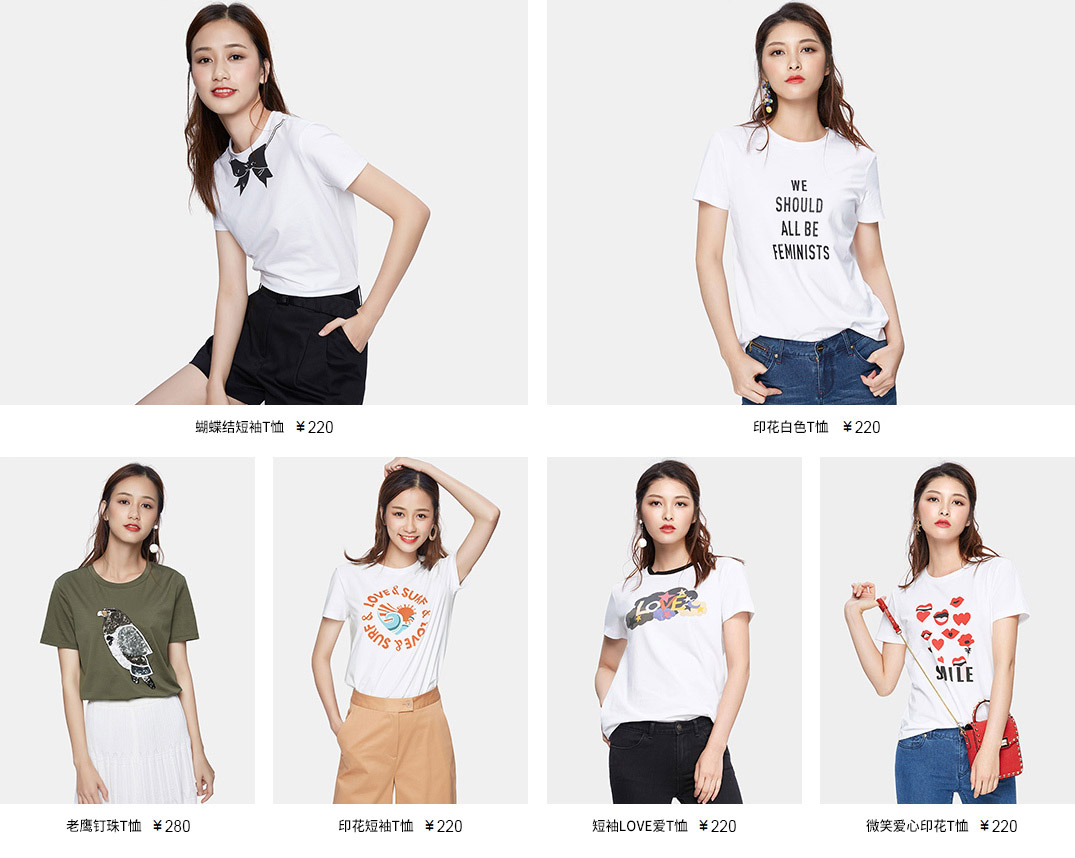 WE
SHOULD
ALL BE
FEMINISTS
蝴蝶结短袖T恤 ¥220
印花白色T恤 ¥220
LOVE & SURF & LOVE & SURF &
LOVE
老鹰钉珠T恤 ¥280
印花短袖T恤 ¥220
短袖LOVE爱T恤 ¥220
微笑爱心印花T恤 ¥220